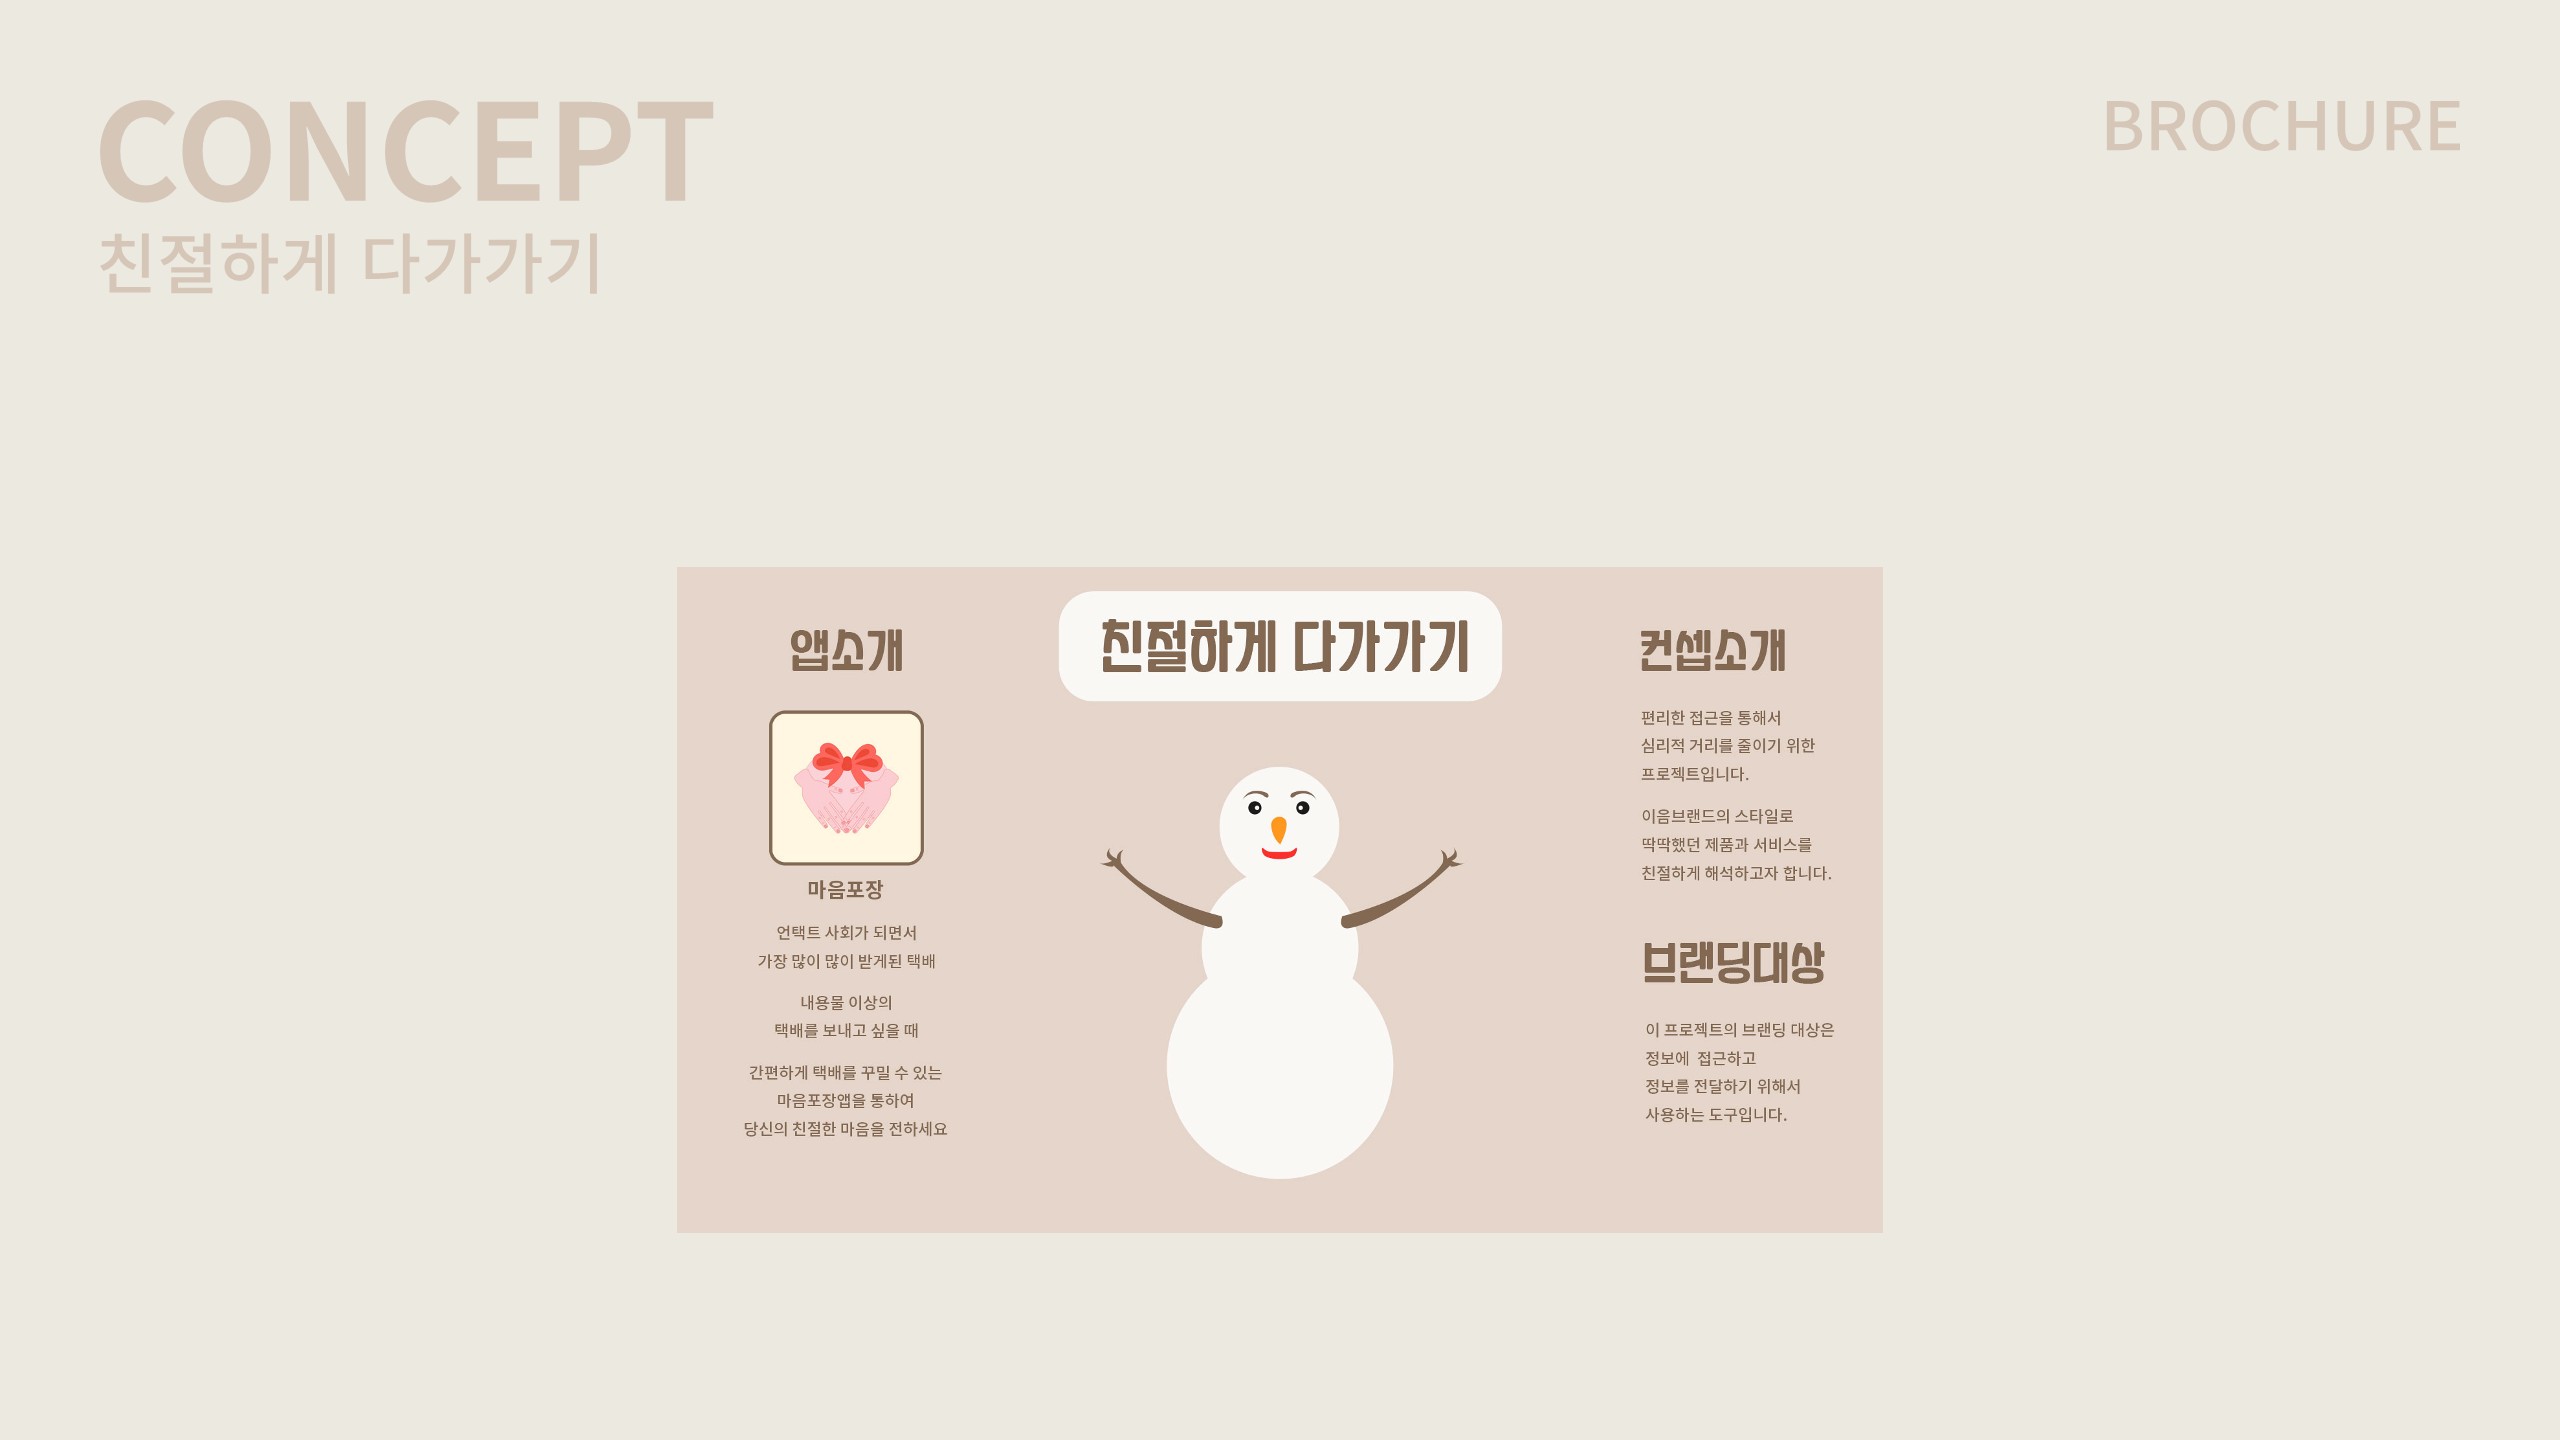 CONCEPT
친절하게 다가가기
BROCHURE
앱소개
마음포장
언택트 사회가 되면서
가장 많이 많이 받게된 택배
내용물 이상의
택배를 보내고 싶을 때
간편하게 택배를 꾸밀 수 있는
마음포장앱을 통하여
당신의 친절한 마음을 전하세요
친절하게 다가가기
컨셉소개
편리한 접근을 통해서
심리적 거리를 줄이기 위한
프로젝트입니다.
이음브랜드의 스타일로
딱딱했던 제품과 서비스를
친절하게 해석하고자 합니다.
브랜딩대상
이 프로젝트의 브랜딩 대상은
정보에 접근하고
정보를 전달하기 위해서
사용하는 도구입니다.